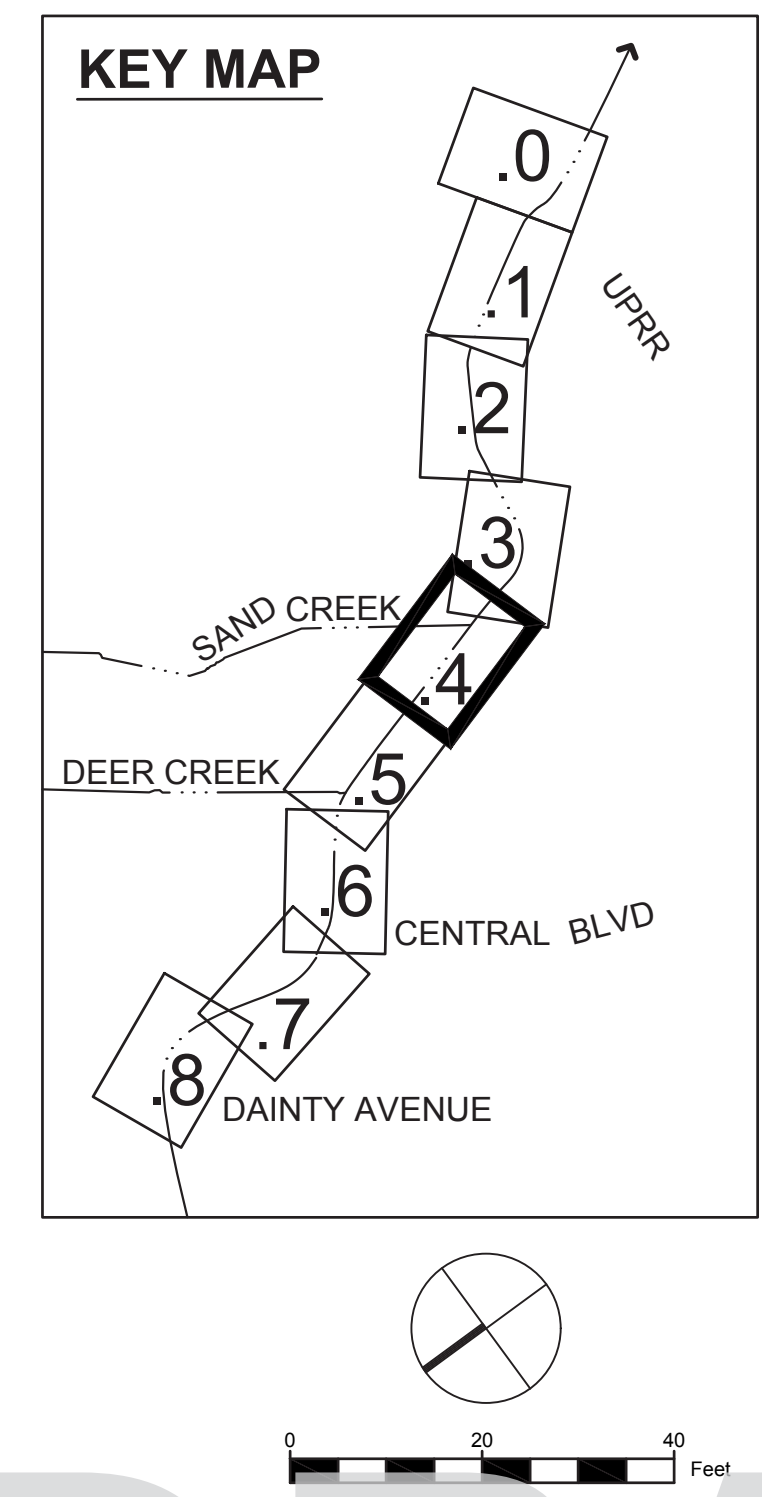 KEY MAP
.0
.1
UPRR
.2
.3
SAND CREEK
.4
DEER CREEK
.5
.6
CENTRAL BLVD
.7
.8
DAINTY AVENUE
0 20 40
Feet